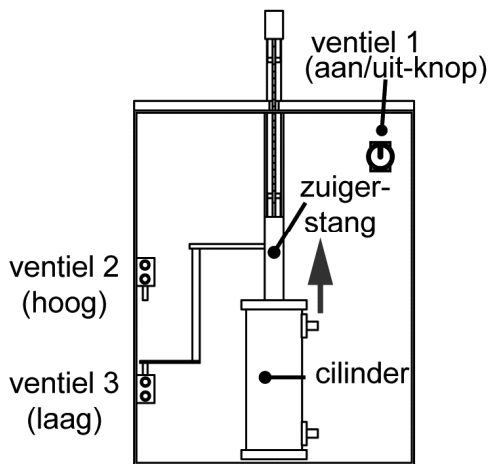 ventiel 1
(aan/uit-knop)
zuiger-
stang
ventiel 2
(hoog)
ventiel 3
(laag)
cilinder